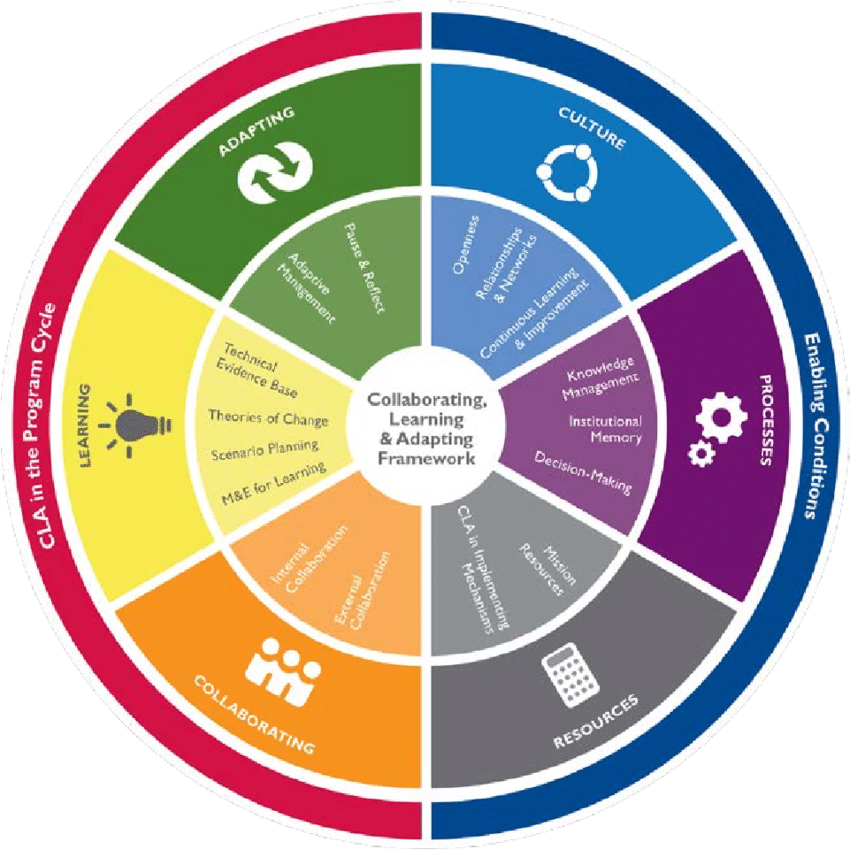 Collaborating,
Learning
& Adapting
Framework
CLA in the Program Cycle
ADAPTING
Adaptive
Management
Pause & Reflect
LEARNING
Technical
Evidence Base
Theories of Change
Scenario Planning
M&E for Learning
COLLABORATING
Internal
Collaboration
External
Collaboration
Enabling Conditions
CULTURE
Openness
Relationships
& Networks
Continuous Learning
& Improvement
PROCESSES
Knowledge
Management
Institutional
Memory
Decision-Making
RESOURCES
Mission
Resources
CLA in Implementing
Mechanisms